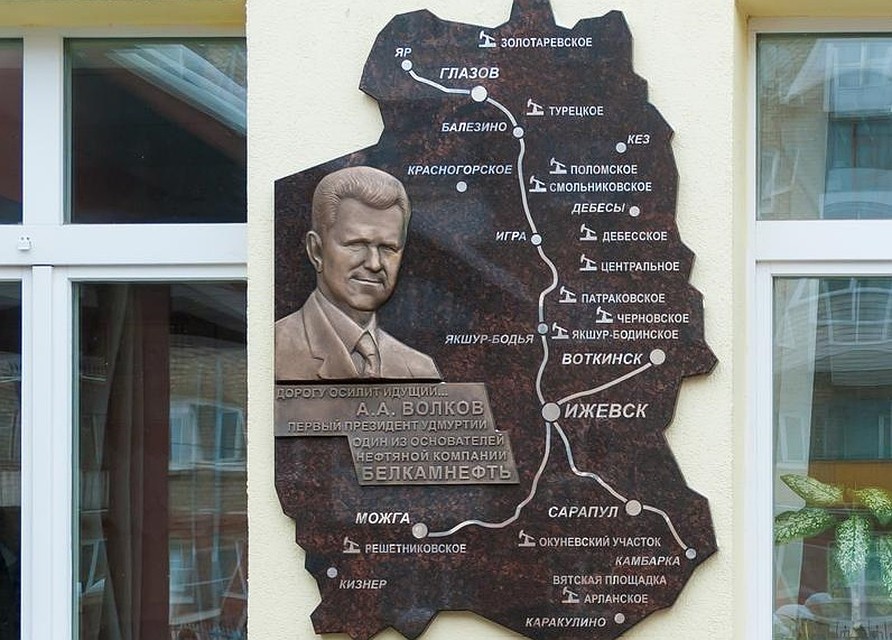 ЗОЛОТАРЕВСКОЕ
ЯР
ГЛАЗОВ
ТУРЕЦКОЕ
БАЛЕЗИНО
КЕЗ
КРАСНОГОРСКОЕ
ПОЛОМСКОЕ
СМОЛЬНИКОВСКОЕ
ДЕБЕСЫ
ИГРА
ДЕБЕССКОЕ
ЦЕНТРАЛЬНОЕ
ПАТРАКОВСКОЕ
ЧЕРНОВСКОЕ
ЯКШУР-БОДЬЯ
ЯКШУР-БОДИНСКОЕ
ВОТКИНСК
ДОРОГУ ОСИЛИТ ИДУЩИЙ...
А.А. ВОЛКОВ
ПЕРВЫЙ ПРЕЗИДЕНТ УДМУРТИИ
ОДИН ИЗ ОСНОВАТЕЛЕЙ
НЕФТЯНОЙ КОМПАНИИ
БЕЛКАМНЕФТЬ
ИЖЕВСК
МОЖГА
САРАПУЛ
РЕШЕТНИКОВСКОЕ
ОКУНЕВСКИЙ УЧАСТОК
КАМБАРКА
КИЗНЕР
ВЯТСКАЯ ПЛОЩАДКА
АРЛАНСКОЕ
КАРАКУЛИНО